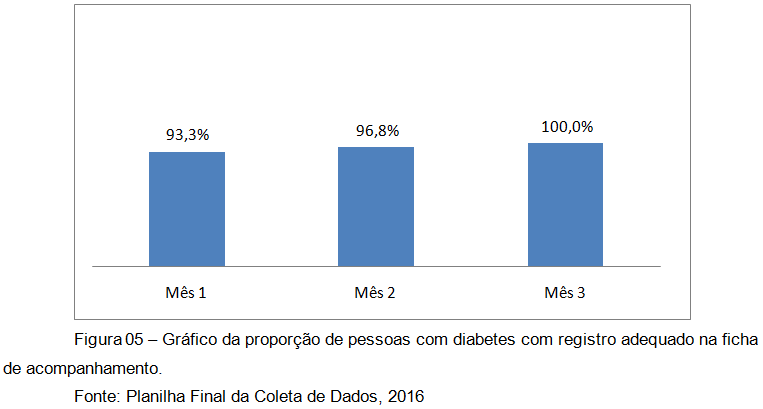 93,3%
96,8%
100,0%
Mês 1
Mês 2
Mês 3
Figura 05 – Gráfico da proporção de pessoas com diabetes com registro adequado na ficha
de acompanhamento.
Fonte: Planilha Final da Coleta de Dados, 2016